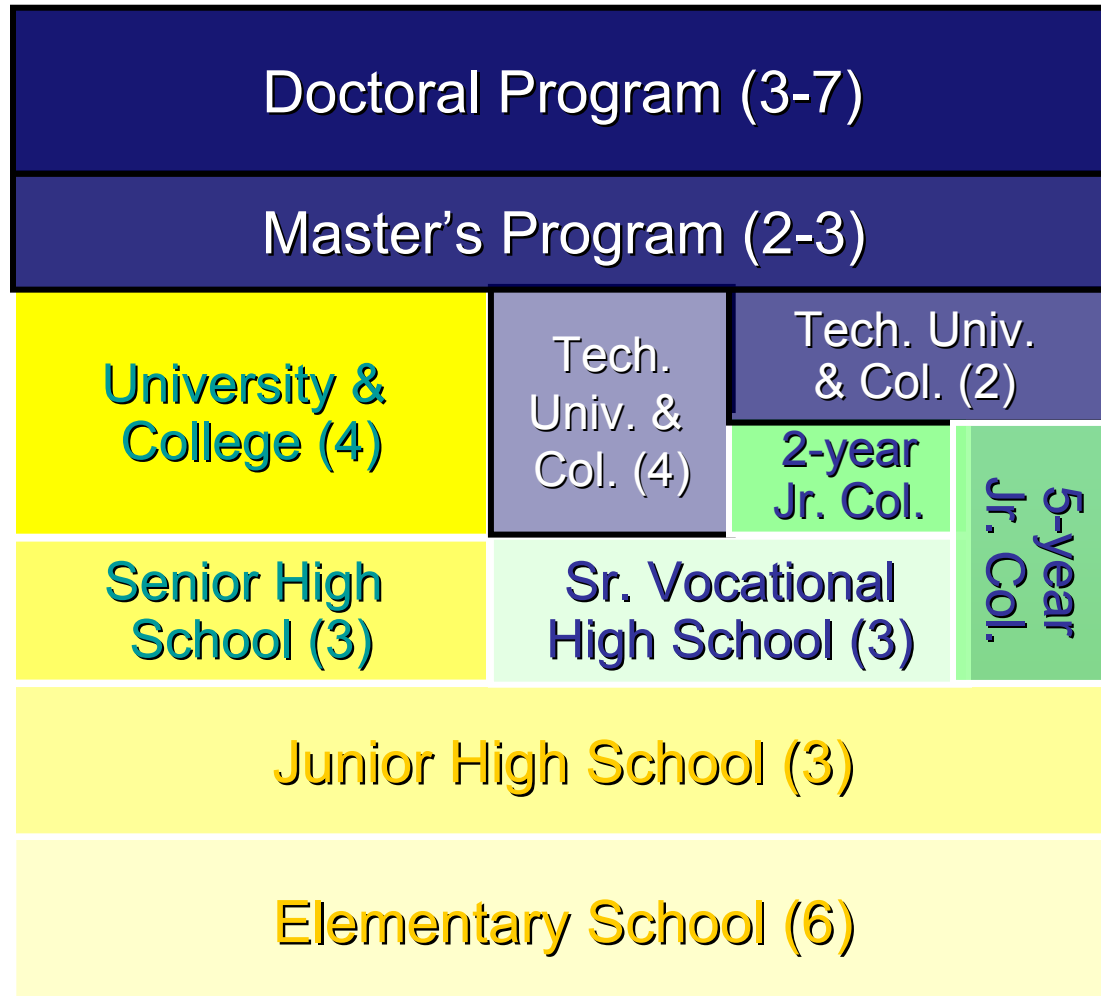 Doctoral Program (3-7)
Master's Program (2-3)
University &
College (4)
Tech.
Univ. &
Col. (4)
Tech. Univ.
& Col. (2)
2-year
Jr. Col.
5-year
Jr. Col.
Senior High
School (3)
Sr. Vocational
High School (3)
Junior High School (3)
Elementary School (6)